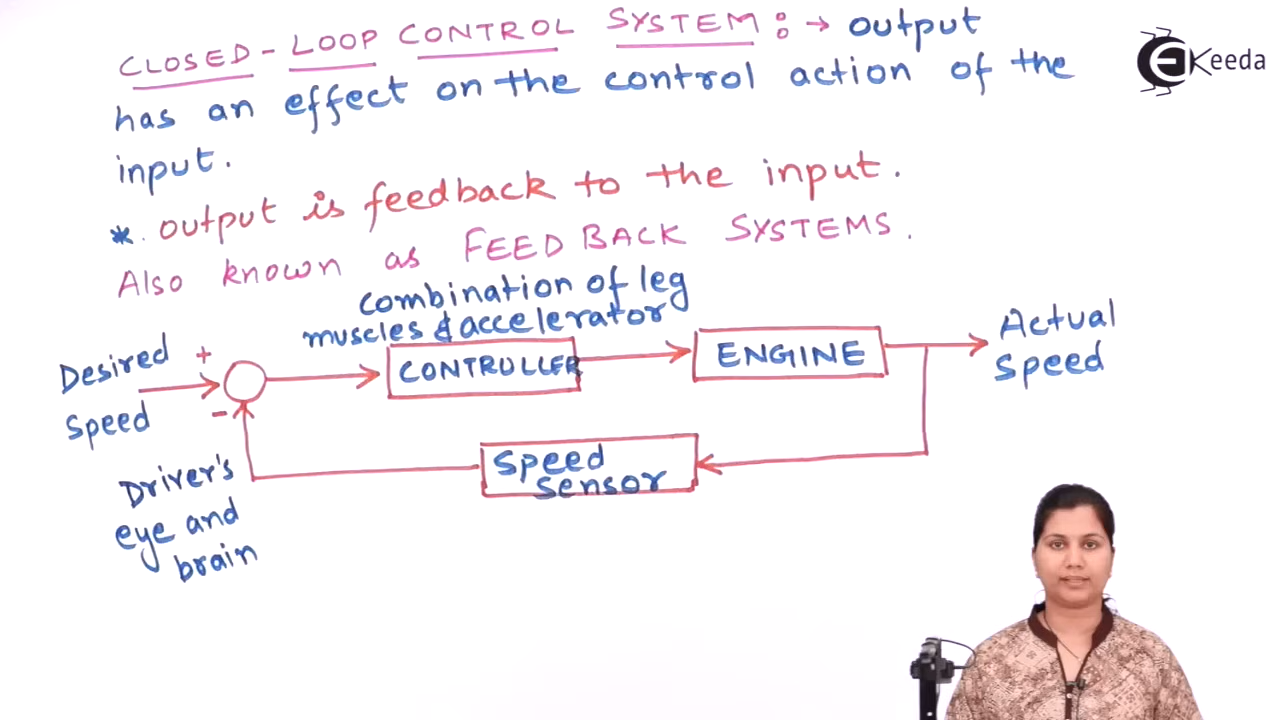 CLOSED-LOOP CONTROL SYSTEM: → output
has an effect on the control action of the
input.
*. output is feedback to the input.
Also known as FEEDBACK SYSTEMS.
combination of leg
muscles & accelerator
Desired
speed
+
-
CONTROLLER
ENGINE
Actual
speed
speed
sensor
Driver's
eye and
brain
EKeeda